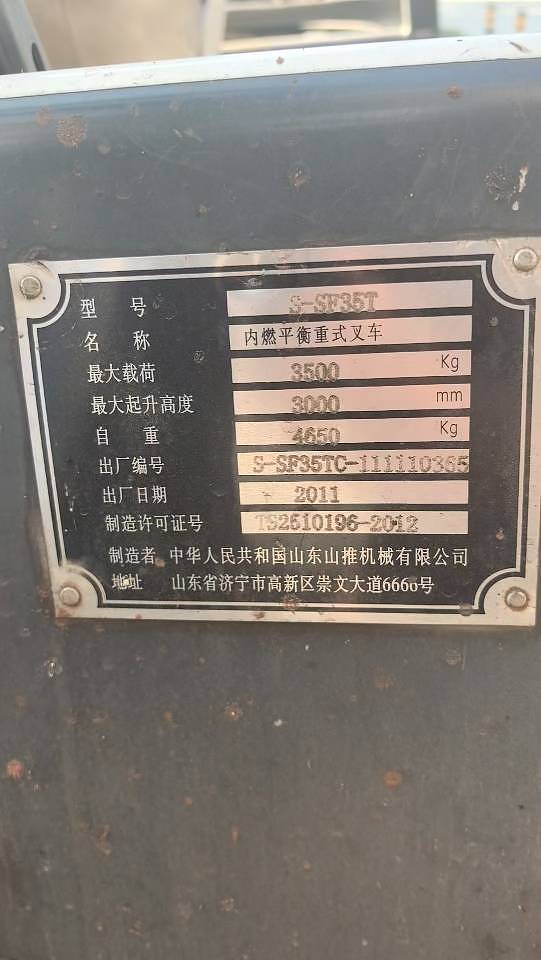 型号 S-SF35T
名称 内燃平衡重式叉车
最大载荷 3500 Kg
最大起升高度 3000 mm
自重 4650 Kg
出厂编号 S-SF35TC-111110365
出厂日期 2011
制造许可证号 TS2510196-2012
制造者 中华人民共和国山东山推机械有限公司
地址 山东省济宁市高新区崇文大道6666号